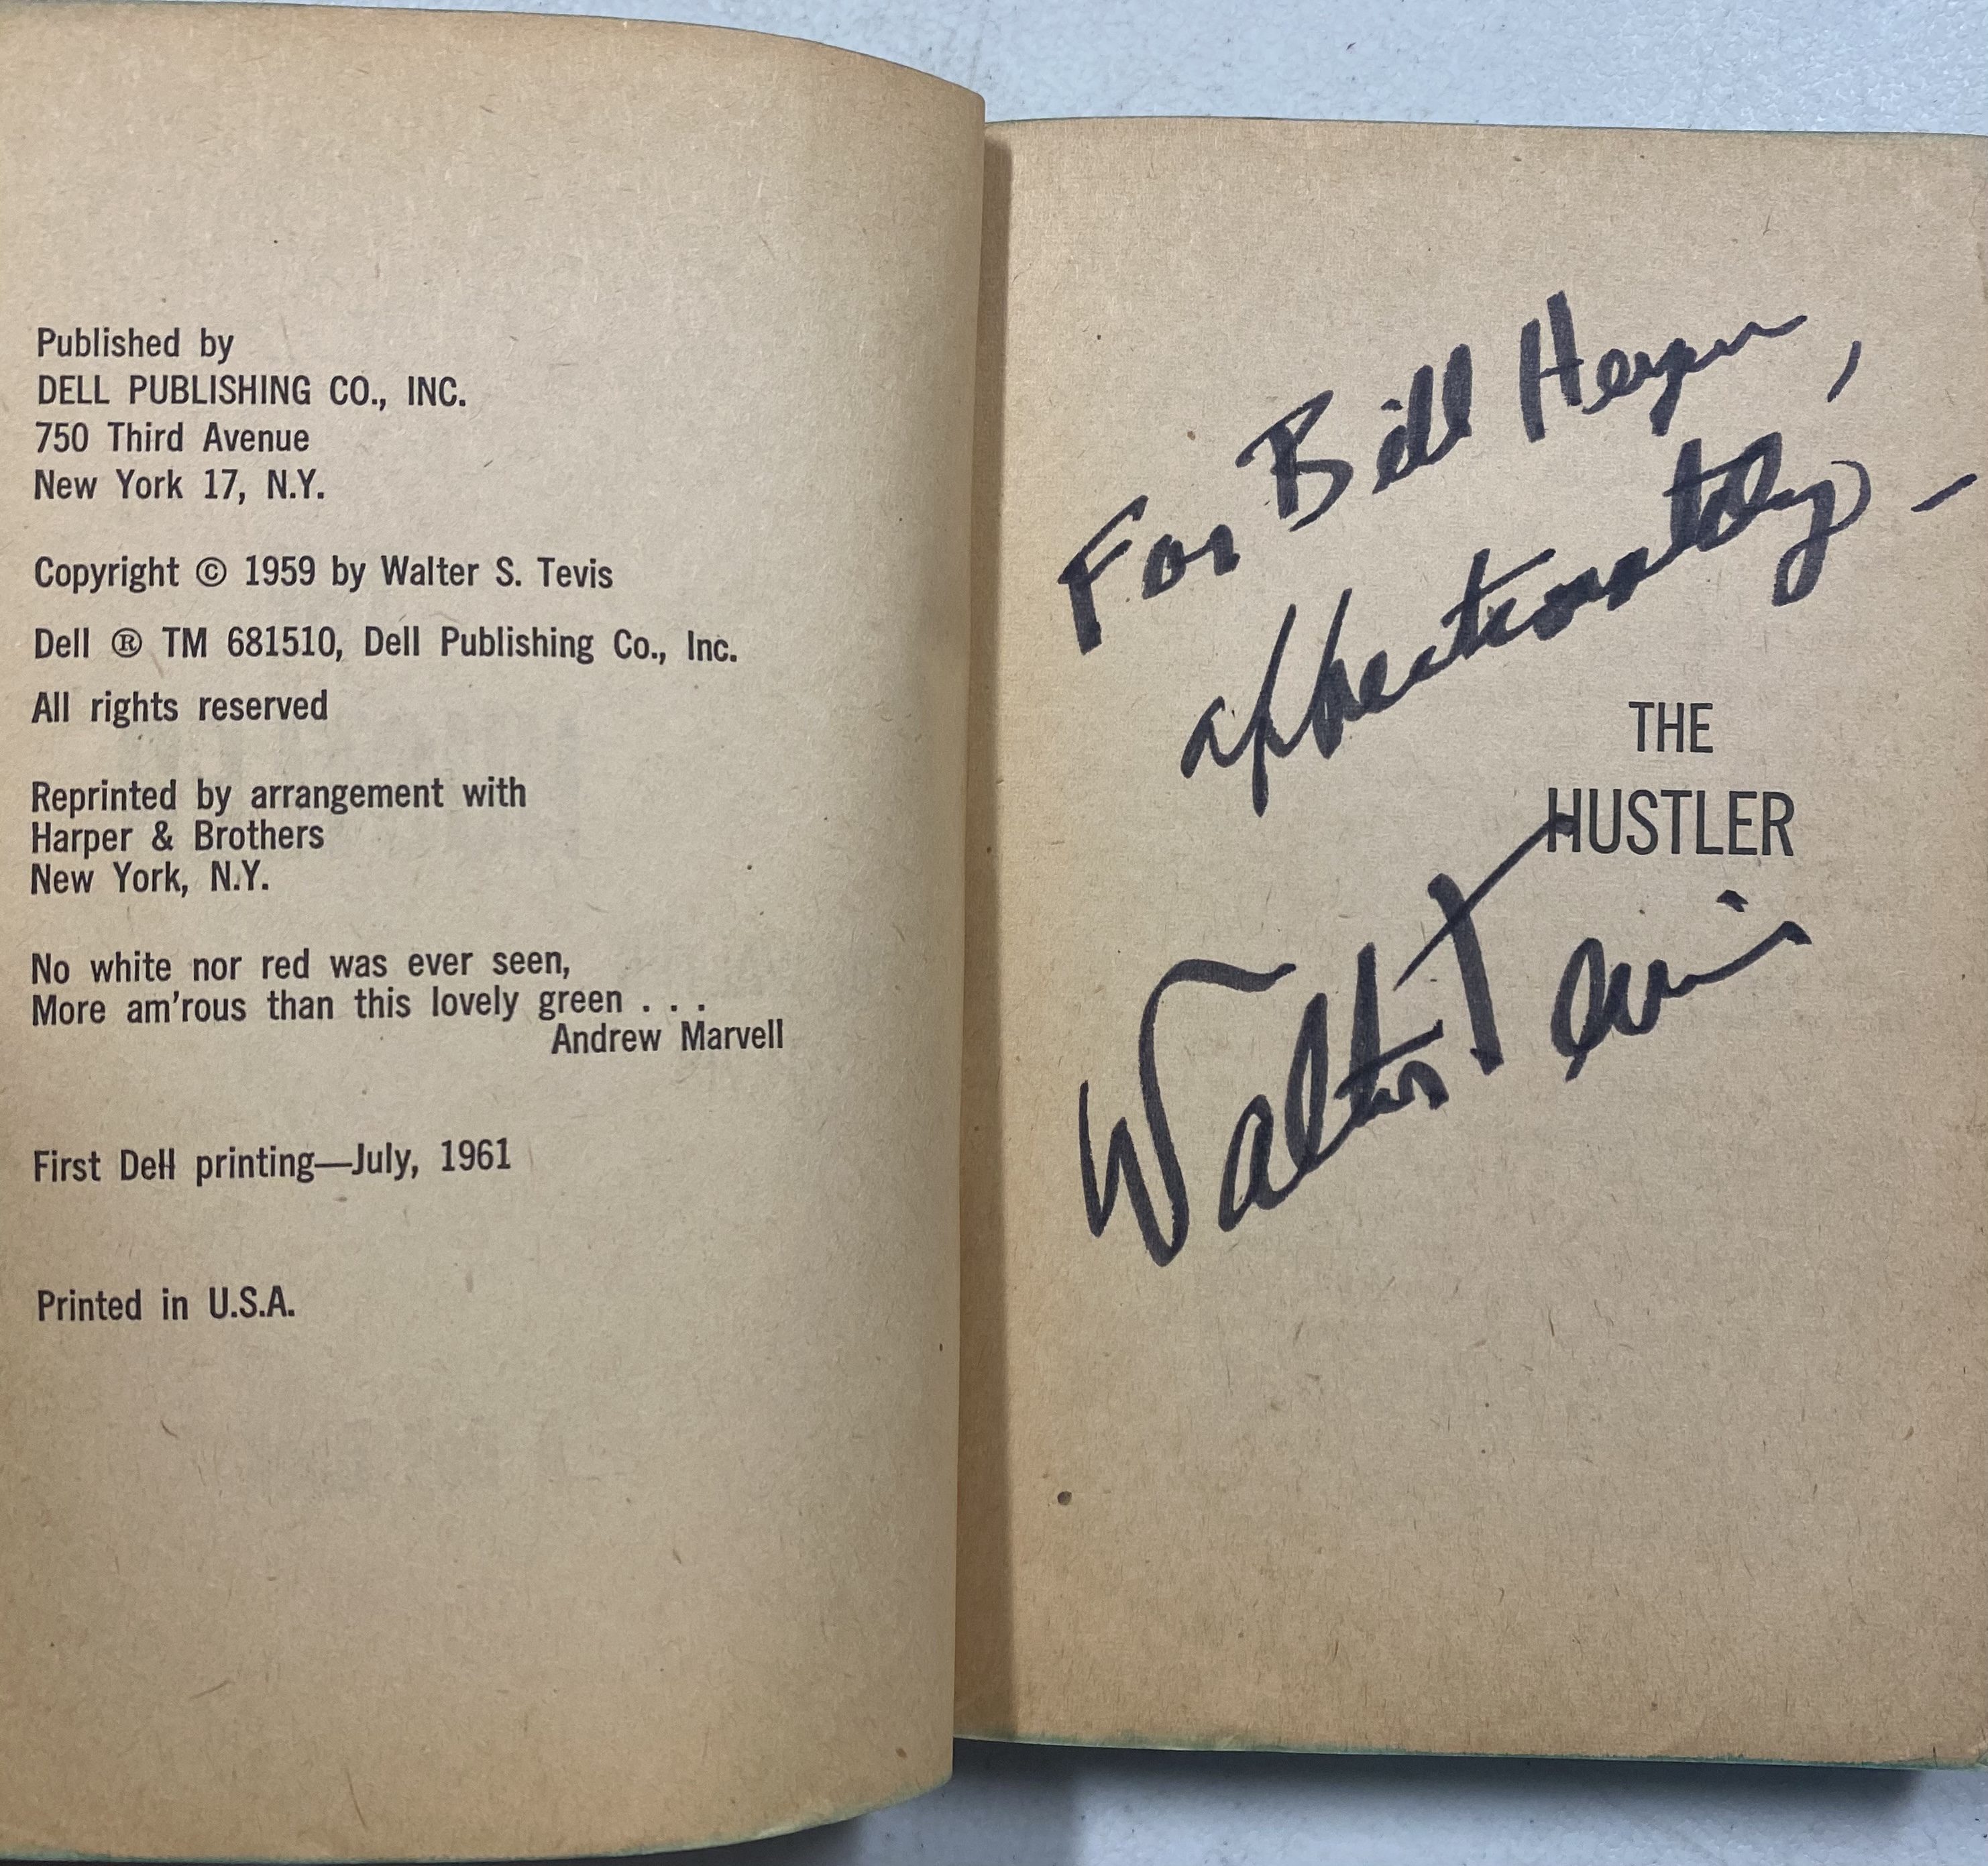 Published by
DELL PUBLISHING CO., INC.
750 Third Avenue
New York 17, N.Y.
Copyright © 1959 by Walter S. Tevis
Dell ® TM 681510, Dell Publishing Co., Inc.
All rights reserved
Reprinted by arrangement with
Harper & Brothers
New York, N.Y.
No white nor red was ever seen,
More am'rous than this lovely green . . .
Andrew Marvell
First Dell printing—July, 1961
Printed in U.S.A.
For Bill
affectionately –
THE
HUSTLER
Walter Tevis